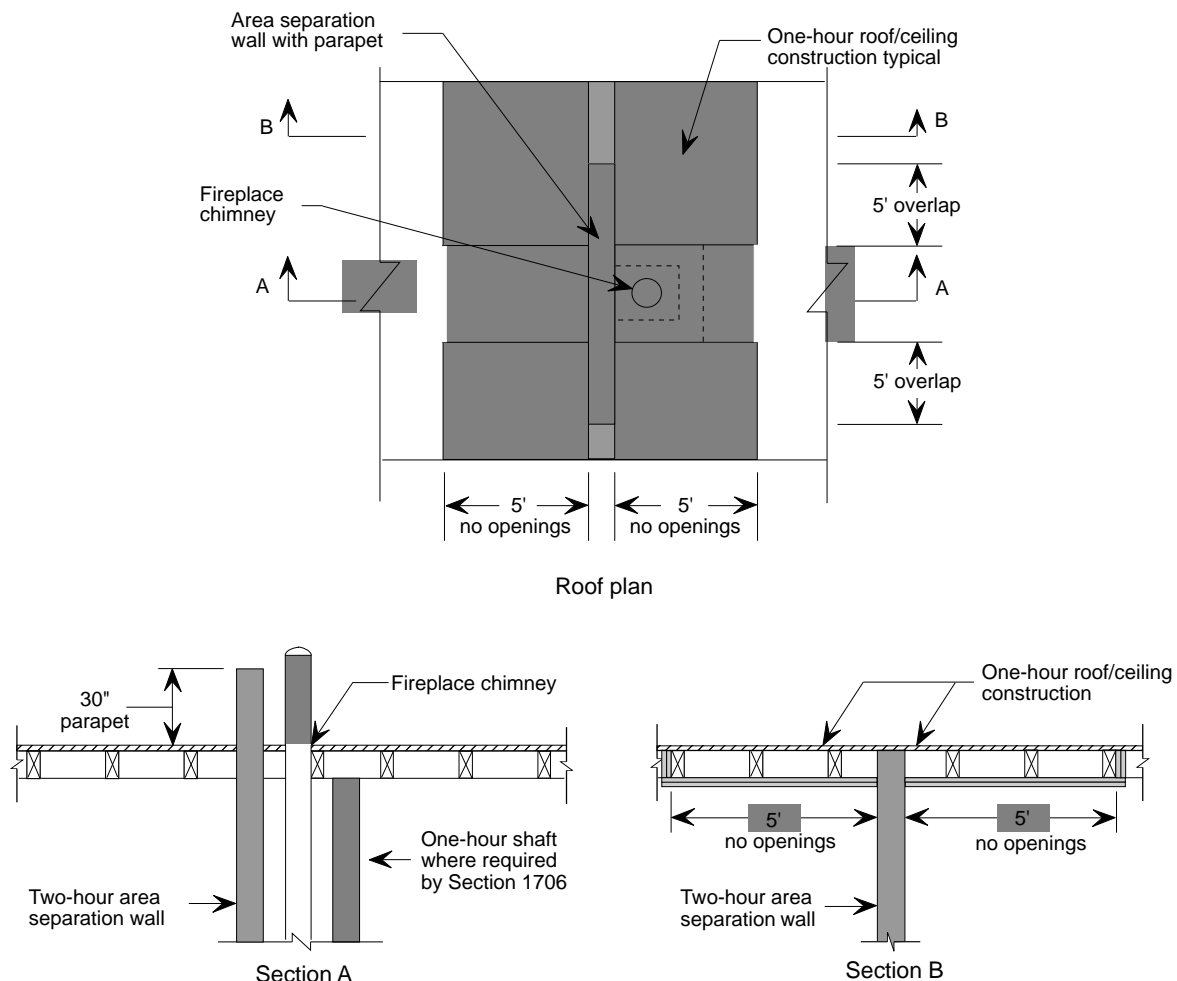 Area separation
wall with parapet
One-hour roof/ceiling
construction typical
B
B
Fireplace
chimney
5' overlap
A
A
5' overlap
5'
no openings
5'
no openings
Roof plan
30"
parapet
Fireplace chimney
One-hour shaft
where required
by Section 1706
Two-hour area
separation wall
Section A
One-hour roof/ceiling
construction
5'
no openings
5'
no openings
Two-hour area
separation wall
Section B